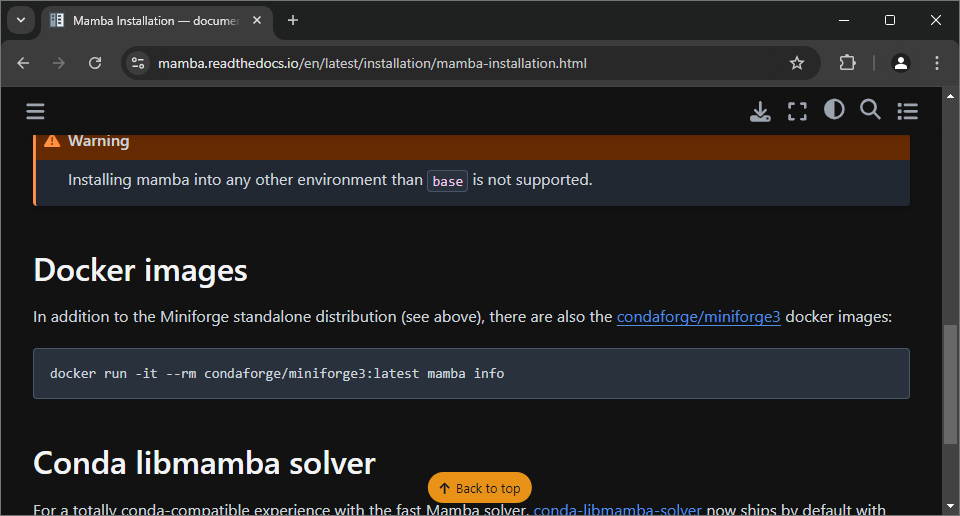 Mamba Installation — documen
mamba.readthedocs.io/en/latest/installation/mamba-installation.html
Warning
Installing mamba into any other environment than base is not supported.
Docker images
In addition to the Miniforge standalone distribution (see above), there are also the condaforge/miniforge3 docker images:
docker run -it --rm condaforge/miniforge3:latest mamba info
Conda libmamba solver
Back to top
For a totally conda-compatible experience with the fast Mamba solver, conda-libmamba-solver now ships by default with